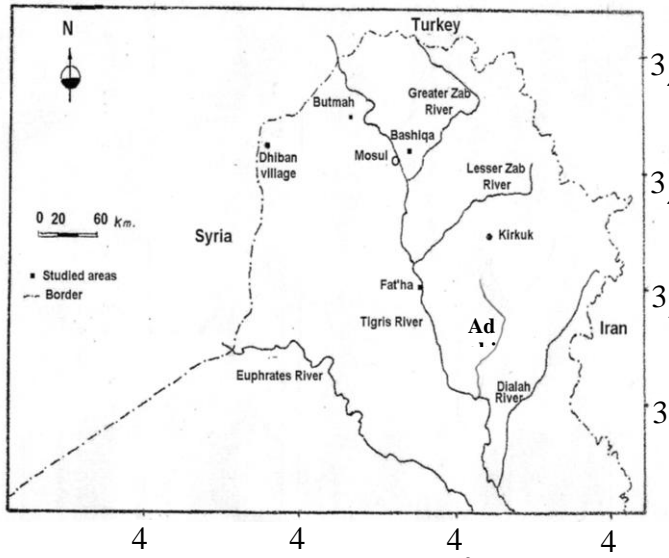 Turkey
N
Greater Zab
River
Butmah
Bashiqa
Mosul
Dhiban
village
Lesser Zab
River
0 20 60 Km.
Syria
Kirkuk
Studied areas
Border
Fat'ha
Tigris River
Ad
Iran
Euphrates River
Dialah
River
3,
3,
3,
3
4 4 4 4